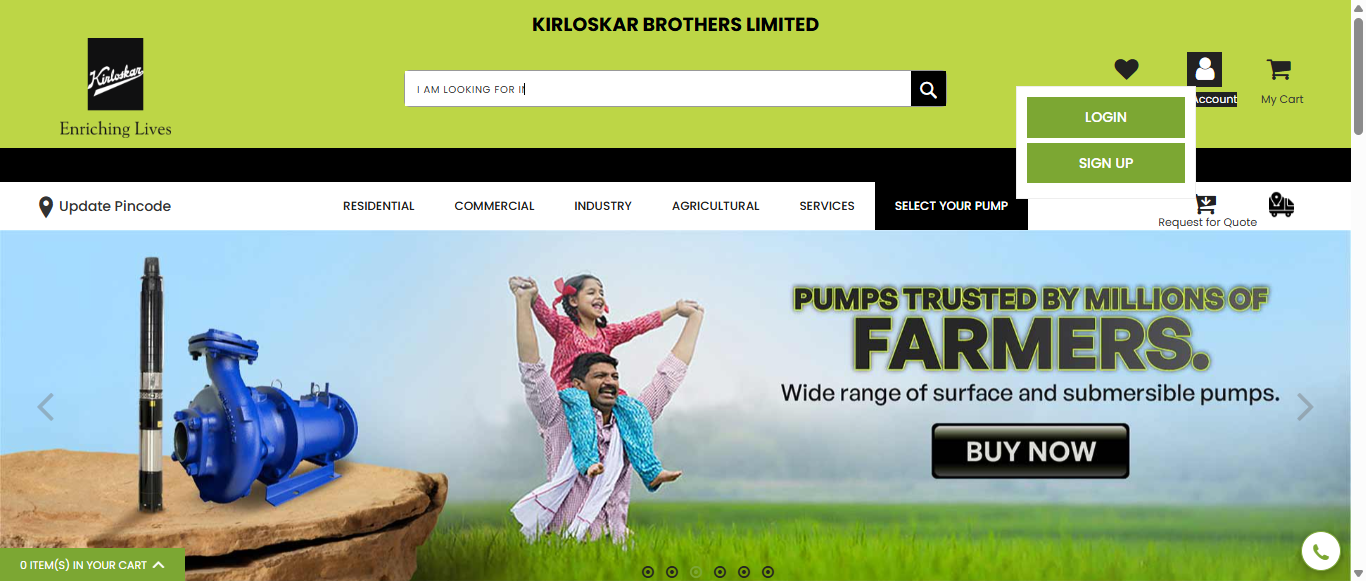 KIRLOSKAR BROTHERS LIMITED
Kirloskar
Enriching Lives
I AM LOOKING FOR I
Account
My Cart
LOGIN
SIGN UP
Update Pincode
RESIDENTIAL
COMMERCIAL
INDUSTRY
AGRICULTURAL
SERVICES
SELECT YOUR PUMP
Request for Quote
PUMPS TRUSTED BY MILLIONS OF
FARMERS.
Wide range of surface and submersible pumps.
BUY NOW
0 ITEM(S) IN YOUR CART